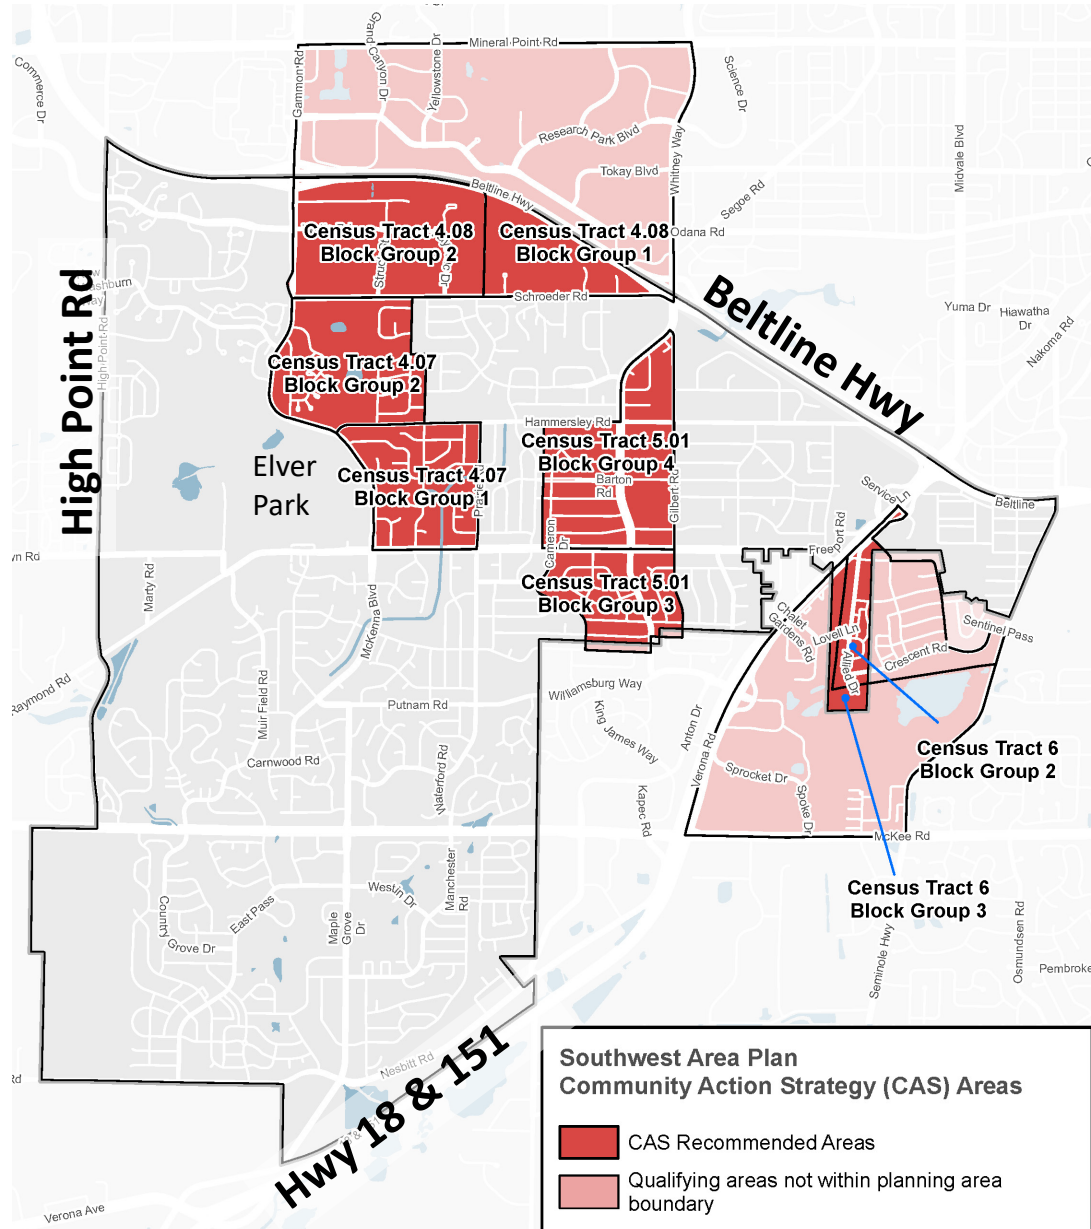 Mineral Point Rd
Commerce Dr
Gammon Rd
Grand Canyon Dr
Yellowstone Dr
Science Dr
Research Park Blvd
Whitney Way
Midvale Blvd
Tokay Blvd
Segoe Rd
Beltline Hwy
Odana Rd
Census Tract 4.08
Block Group 2
Census Tract 4.08
Block Group 1
Schroeder Rd
High Point Rd
High Point Rd
Beltline Hwy
Yuma Dr
Hiawatha
Dr
Nakoma Rd
Census Tract 4.07
Block Group 2
Hammersley Rd
Census Tract 5.01
Block Group 4
Barton
Rd
Gilbert Rd
Elver
Park
Census Tract 4.07
Block Group 1
Service Ln
Beltline
Freeport Rd
Cameron
Dr
Census Tract 5.01
Block Group 3
Marty Rd
McKenna Blvd
Chalet
Gardens Rd
Lovell Ln
Allied Dr
Crescent Rd
Sentinel Pass
Raymond Rd
Muir Field Rd
Putnam Rd
Williamsburg Way
King James Way
Anton Dr
Verona Rd
Carnwood Rd
Waterford Rd
Kapec Rd
Sprocket Dr
Spoke Dr
McKee Rd
Census Tract 6
Block Group 2
Census Tract 6
Block Group 3
Country
Grove Dr
East Pass
Maple
Grove
Dr
Westin Dr
Manchester
Rd
Seminole Hwy
Osmundsen Rd
Pembroke
Nesbitt Rd
Hwy 18 & 151
Verona Ave
Southwest Area Plan
Community Action Strategy (CAS) Areas
CAS Recommended Areas
Qualifying areas not within planning area
boundary